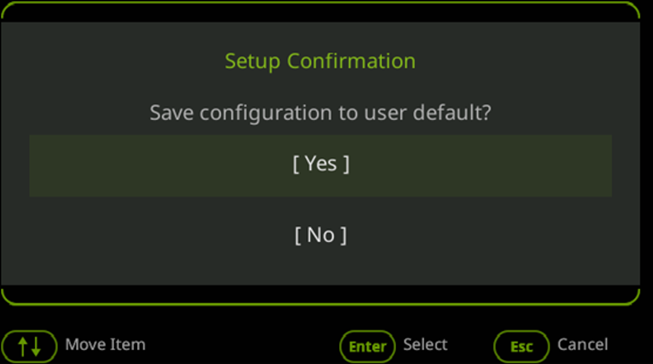 Setup Confirmation
Save configuration to user default?
[ Yes ]
[ No ]
↑↓ Move Item Enter Select Esc Cancel